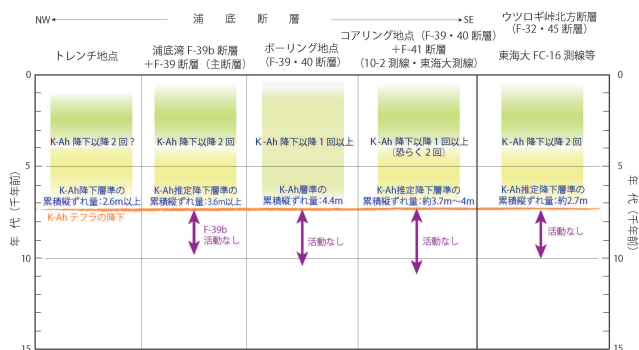 NW
浦底断層
SE
トレンチ地点
浦底湾 F-39b 断層
+F-39 断層（主断層）
ボーリング地点
（F-39・40 断層）
コアリング地点（F-39・40 断層）
+F-41 断層
（10-2 測線・東海大測線）
ウツロギ峠北方断層
（F-32・45 断層）
東海大 FC-16 測線等
0
5
10
15
年代（千年前）
K-Ah 降下以降 2 回？
K-Ah降下層準の
累積縦ずれ量：2.6m以上
K-Ah テフラの降下
K-Ah 降下以降 2 回
K-Ah推定降下層準の
累積縦ずれ量：3.6m以上
F-39b
活動なし
K-Ah 降下以降 1 回以上
K-Ah層準の
累積縦ずれ量：4.4m
活動なし
K-Ah 降下以降 1 回以上
（恐らく 2 回）
K-Ah推定降下層準の
累積縦ずれ量：約3.7m～4m
活動なし
K-Ah 降下以降 2 回
K-Ah推定降下層準の
累積縦ずれ量：約2.7m
活動なし
0
5
10
15
年代（千年前）